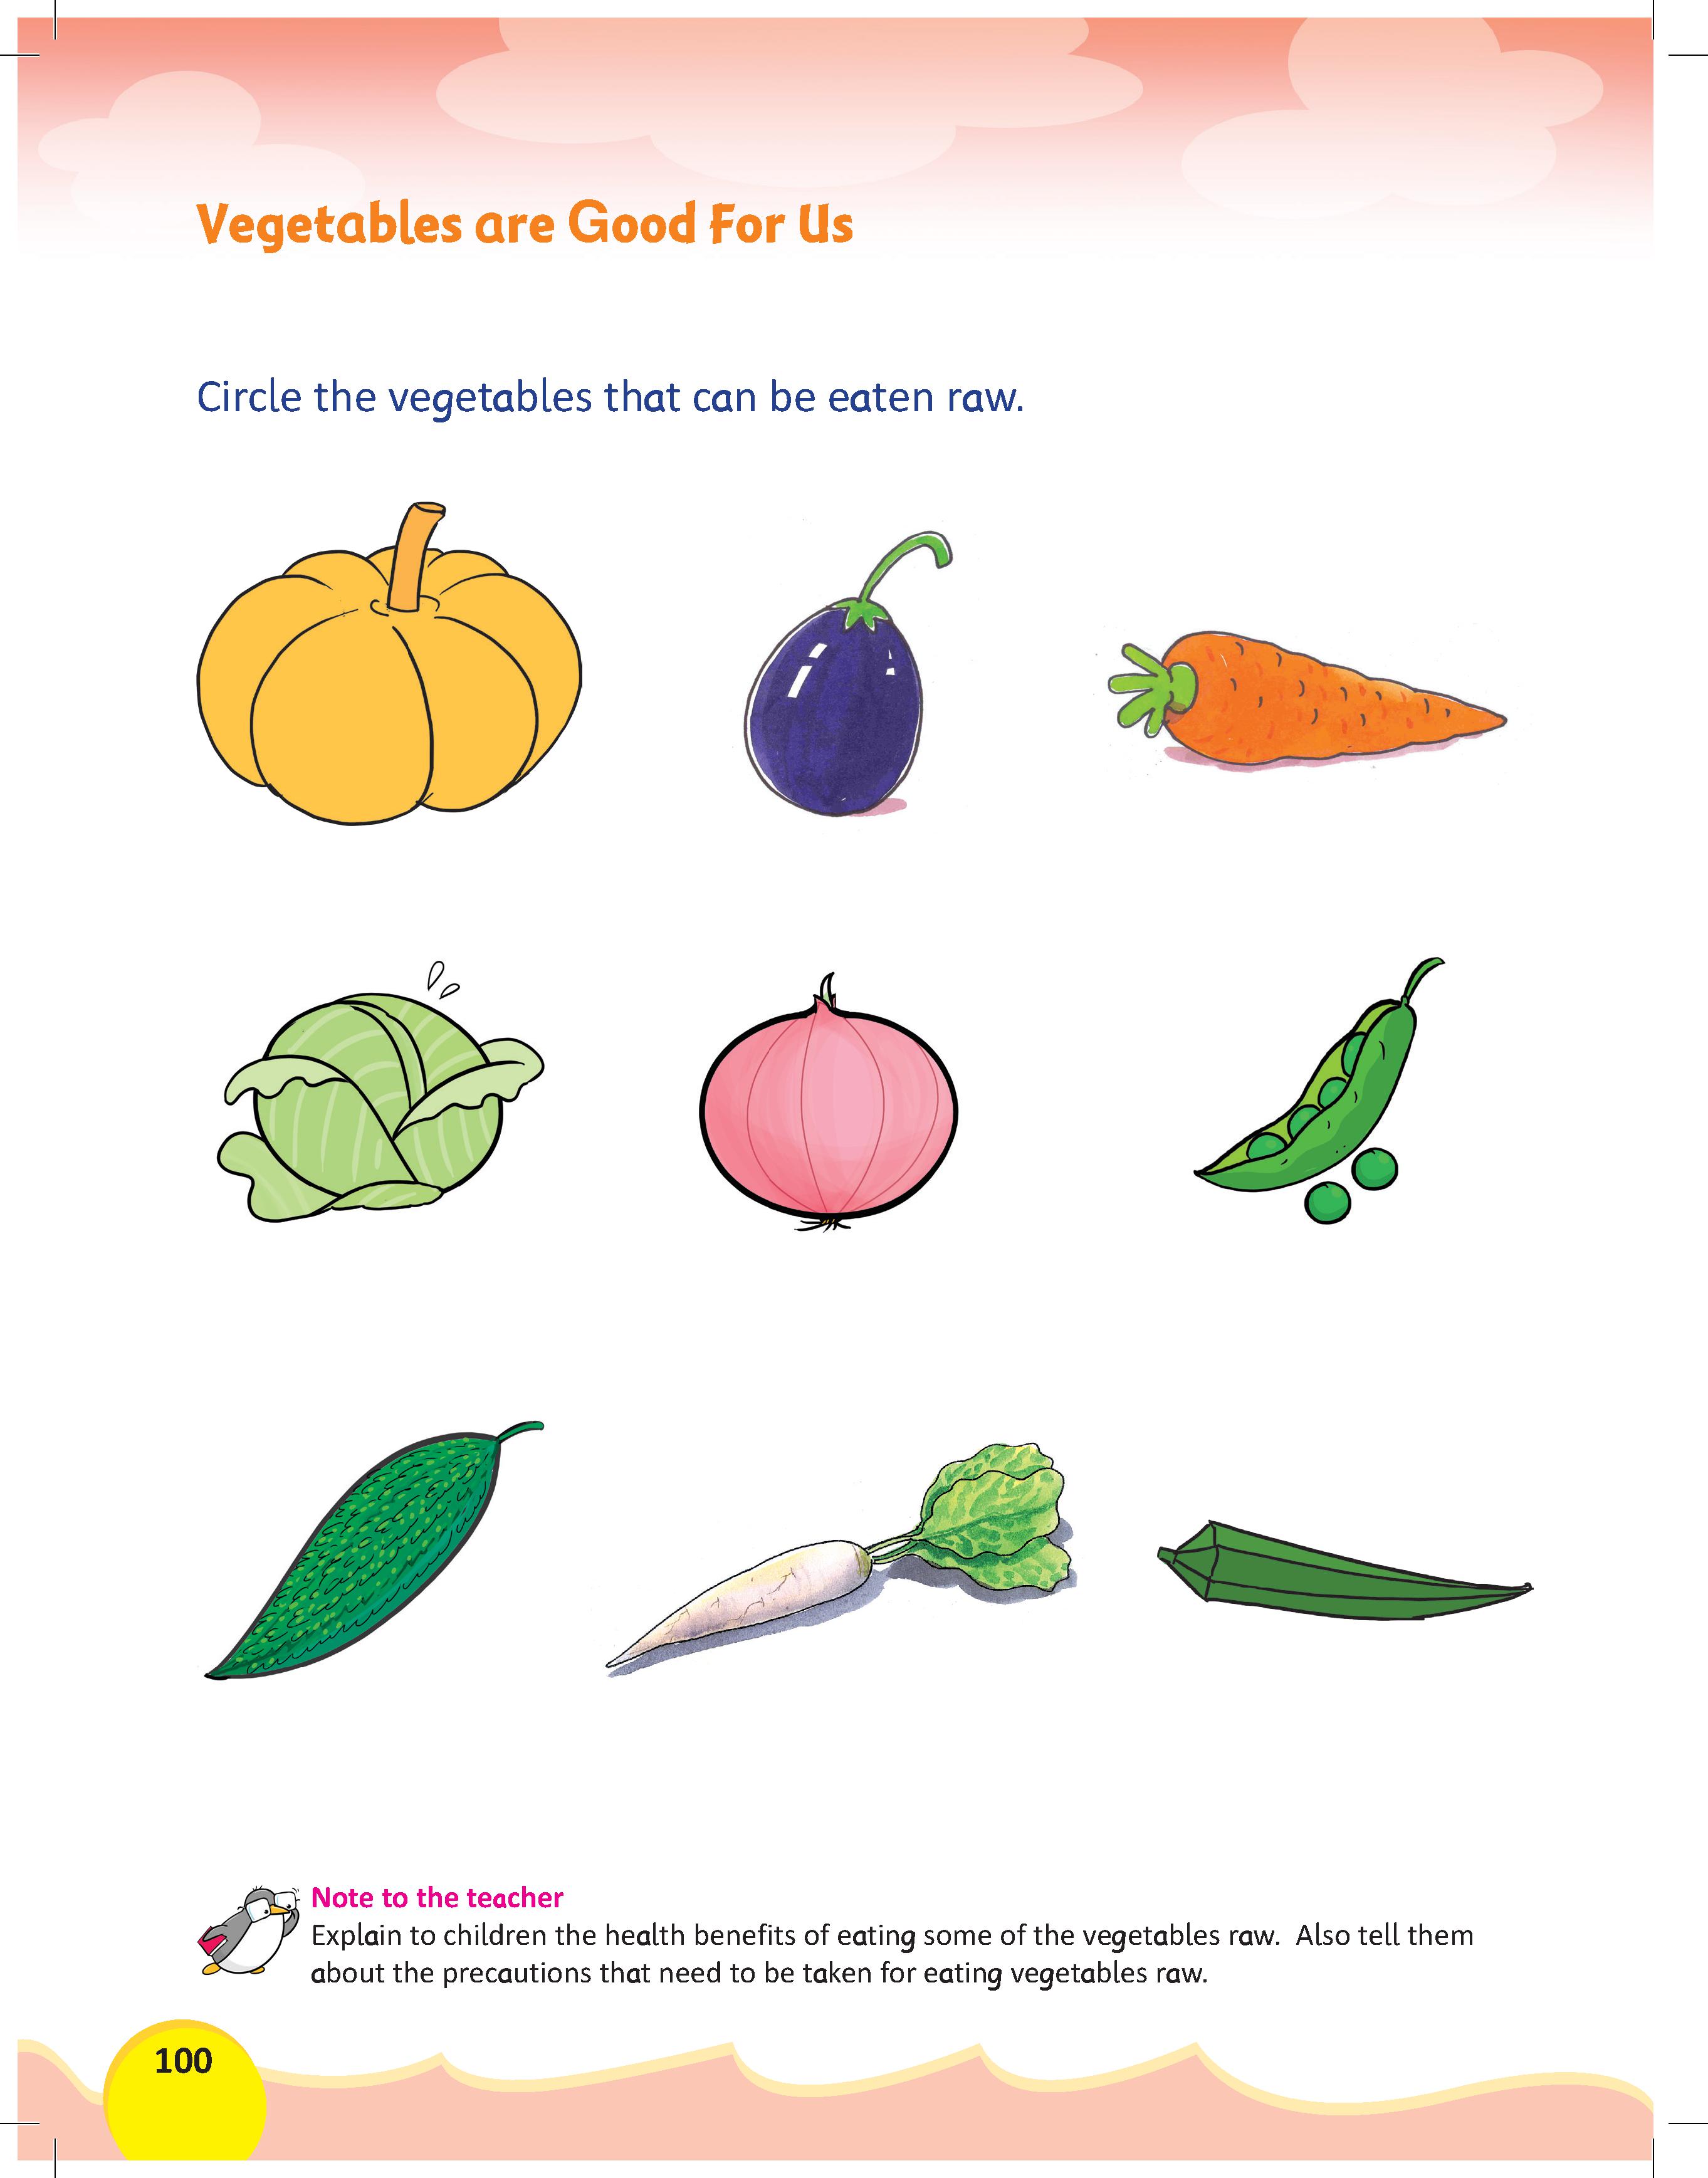 Vegetables are Good For Us
Circle the vegetables that can be eaten raw.
Note to the teacher
Explain to children the health benefits of eating some of the vegetables raw.  Also tell them
about the precautions that need to be taken for eating vegetables raw.
100